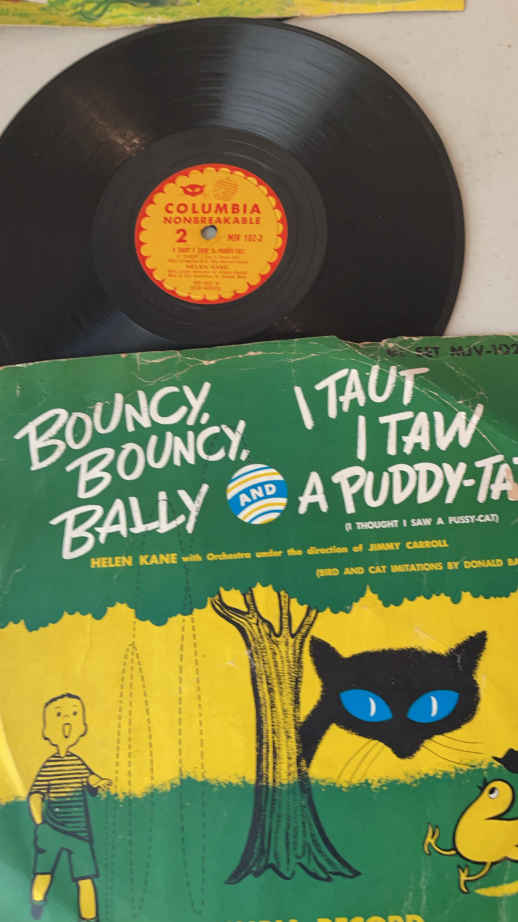 COLUMBIA
NONBREAKABLE
2
MJV 102-2
I TAUT I TAW A PUDDY-TAT
HELEN KANE
SET MJV-102
BOUNCY,
BOUNCY,
BALLY
AND
I TAUT
I TAW
A PUDDY-TA
(I THOUGHT I SAW A PUSSY-CAT)
HELEN KANE with Orchestra under the direction of JIMMY CARROLL
(BIRD AND CAT IMITATIONS BY DONALD BA
RECORD